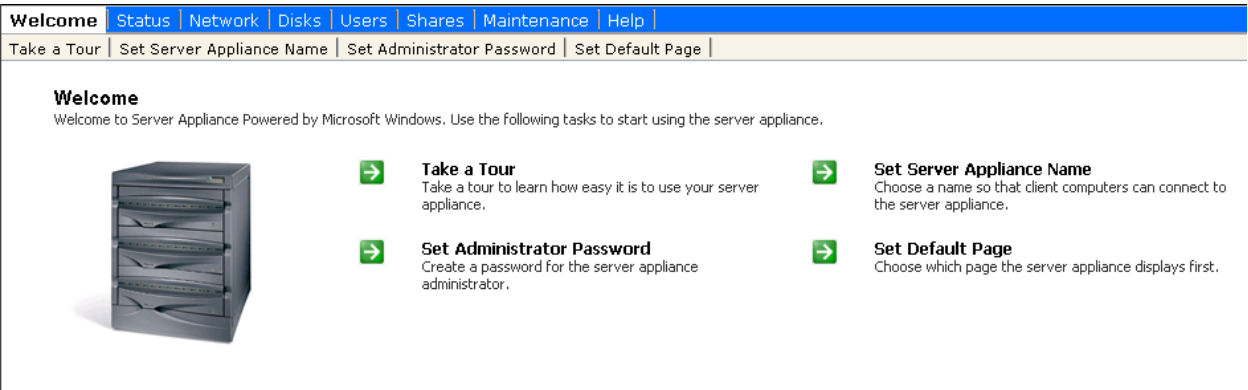 Welcome Status Network Disks Users Shares Maintenance Help
Take a Tour Set Server Appliance Name Set Administrator Password Set Default Page
Welcome
Welcome to Server Appliance Powered by Microsoft Windows. Use the following tasks to start using the server appliance.
Take a Tour
Take a tour to learn how easy it is to use your server
appliance.
Set Server Appliance Name
Choose a name so that client computers can connect to
the server appliance.
Set Administrator Password
Create a password for the server appliance
administrator.
Set Default Page
Choose which page the server appliance displays first.